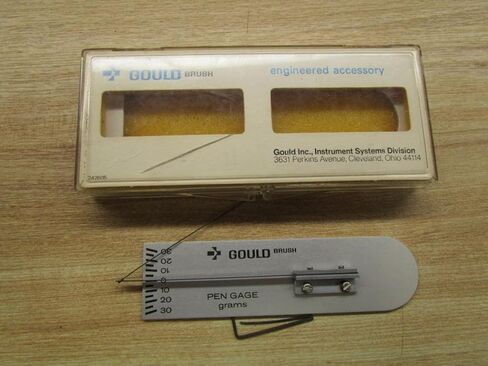 GOULD BRUSH
engineered accessory
Gould Inc., Instrument Systems Division
3631 Perkins Avenue, Cleveland, Ohio 44114
GOULD BRUSH
30
20
10
0
10
20
30
PEN GAGE
grams